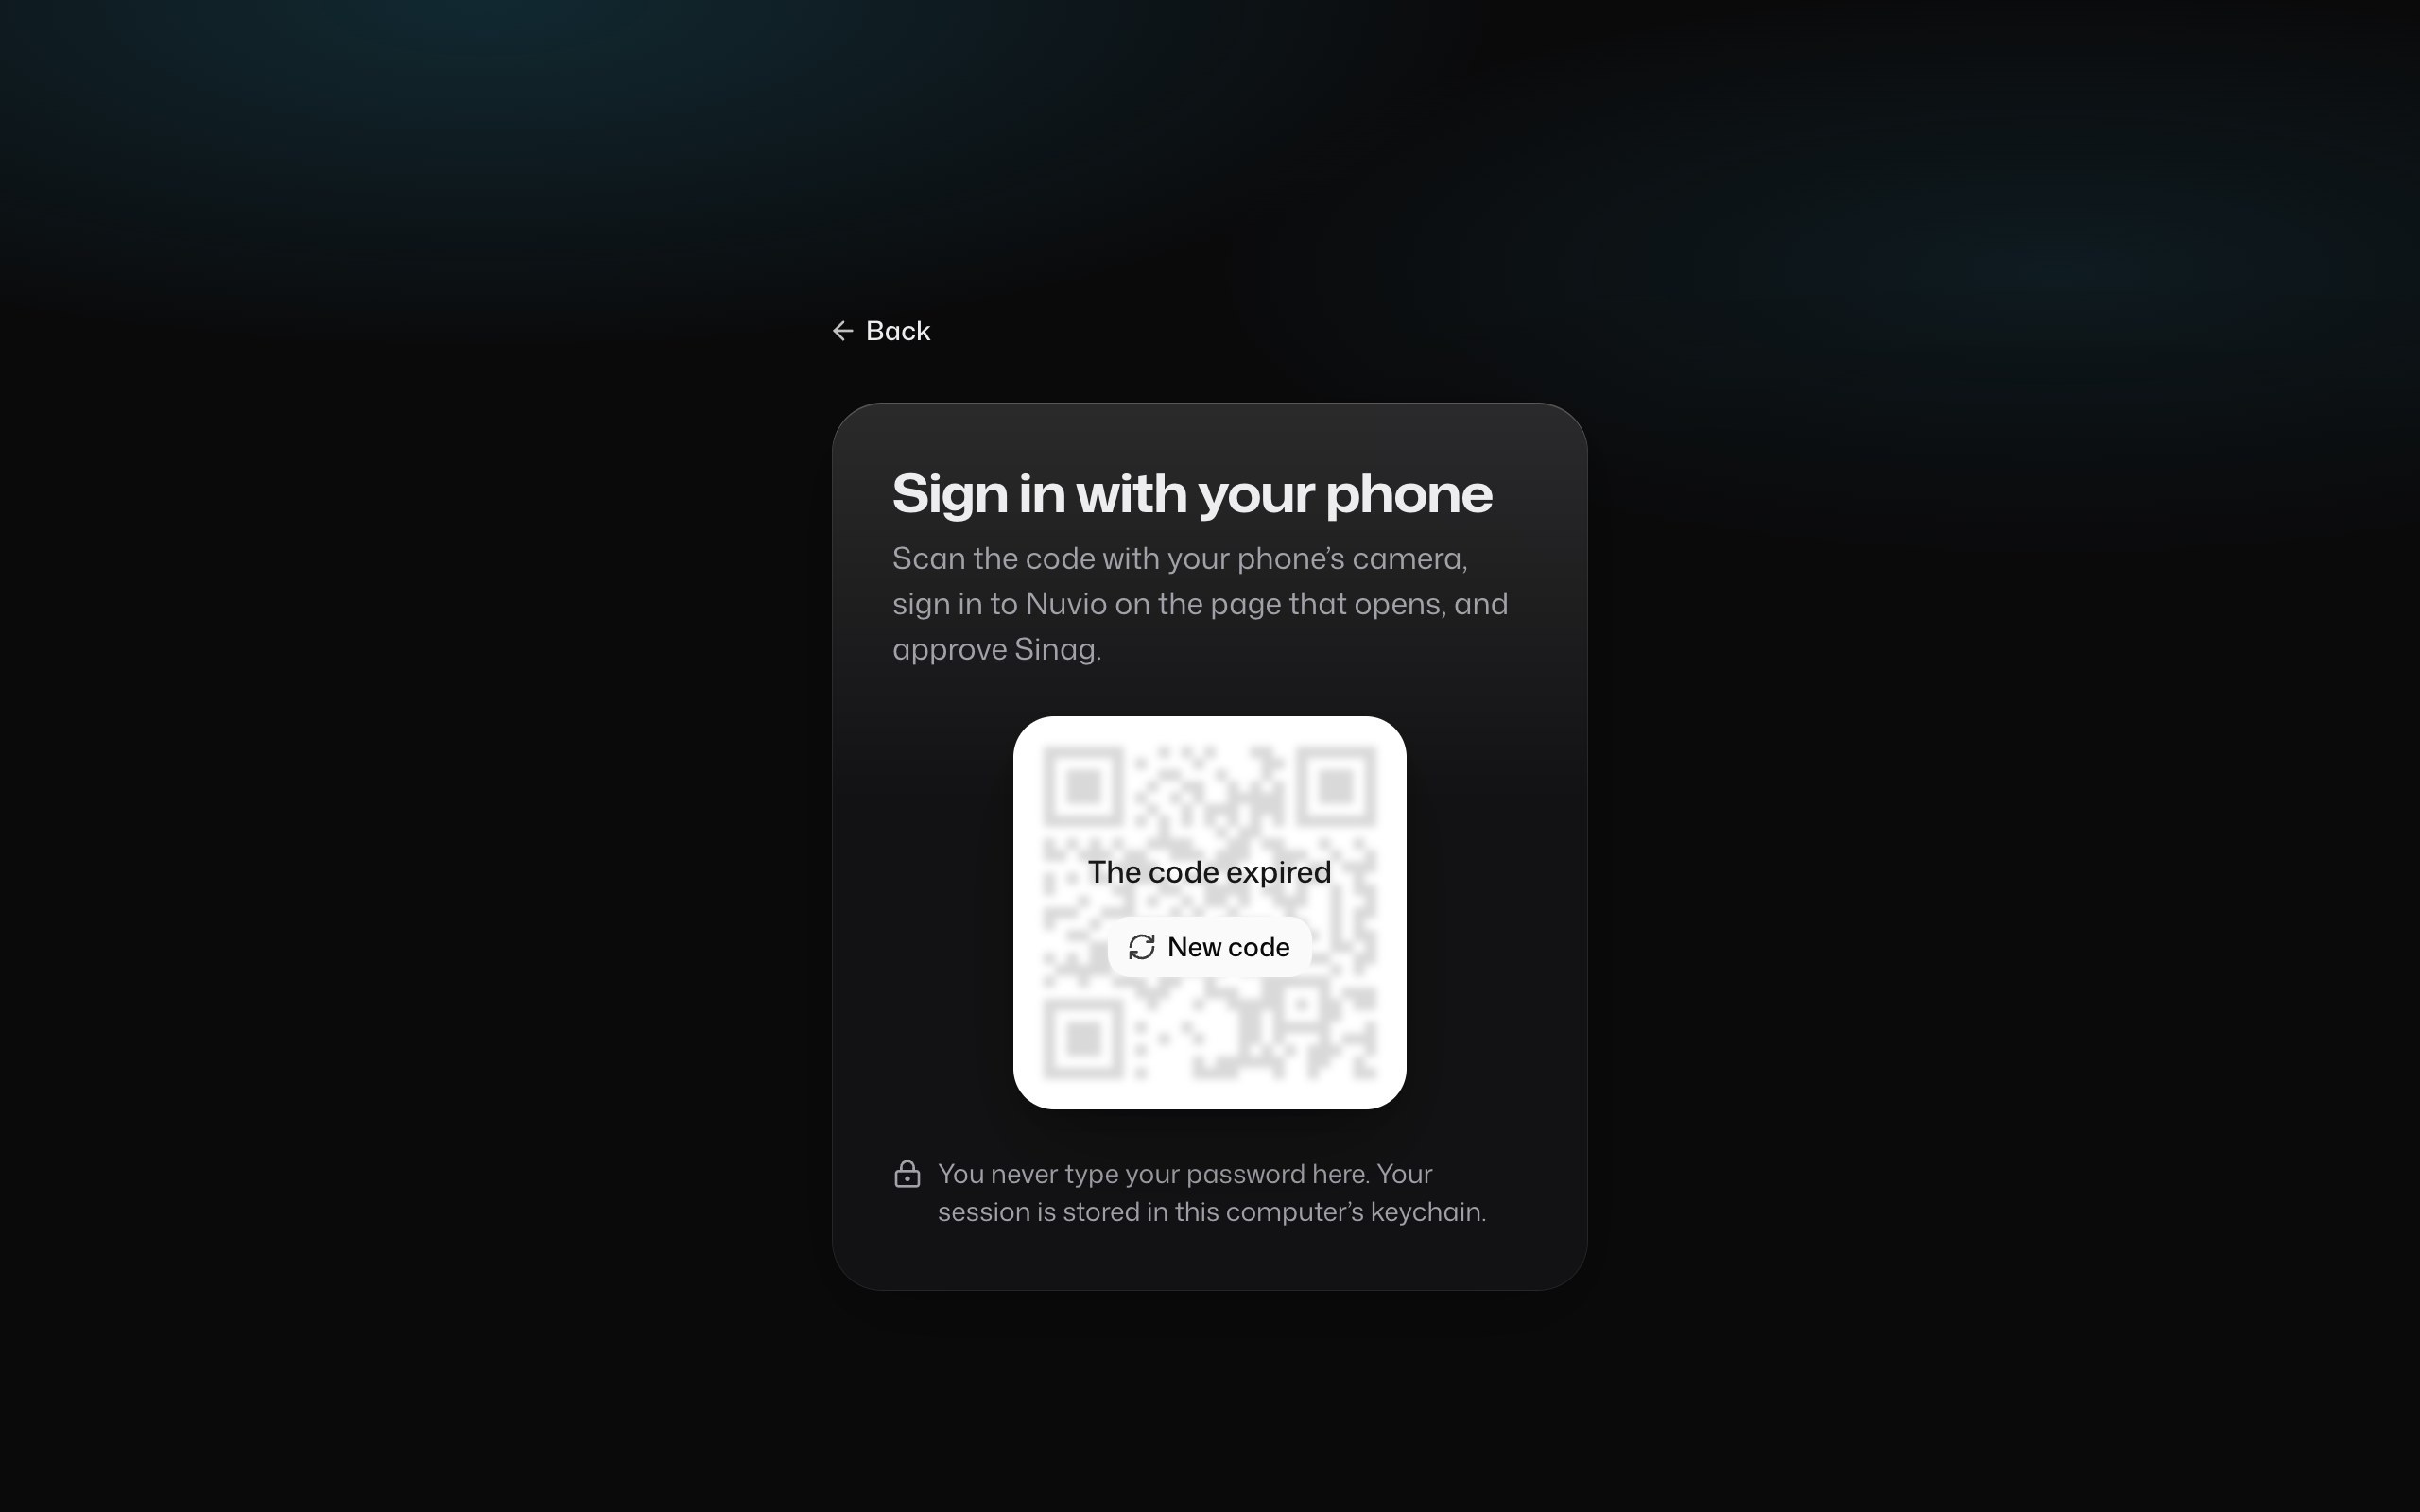 Back
Sign in with your phone
Scan the code with your phone’s camera,
sign in to Nuvio on the page that opens, and
approve Sinag.
The code expired
New code
You never type your password here. Your
session is stored in this computer’s keychain.